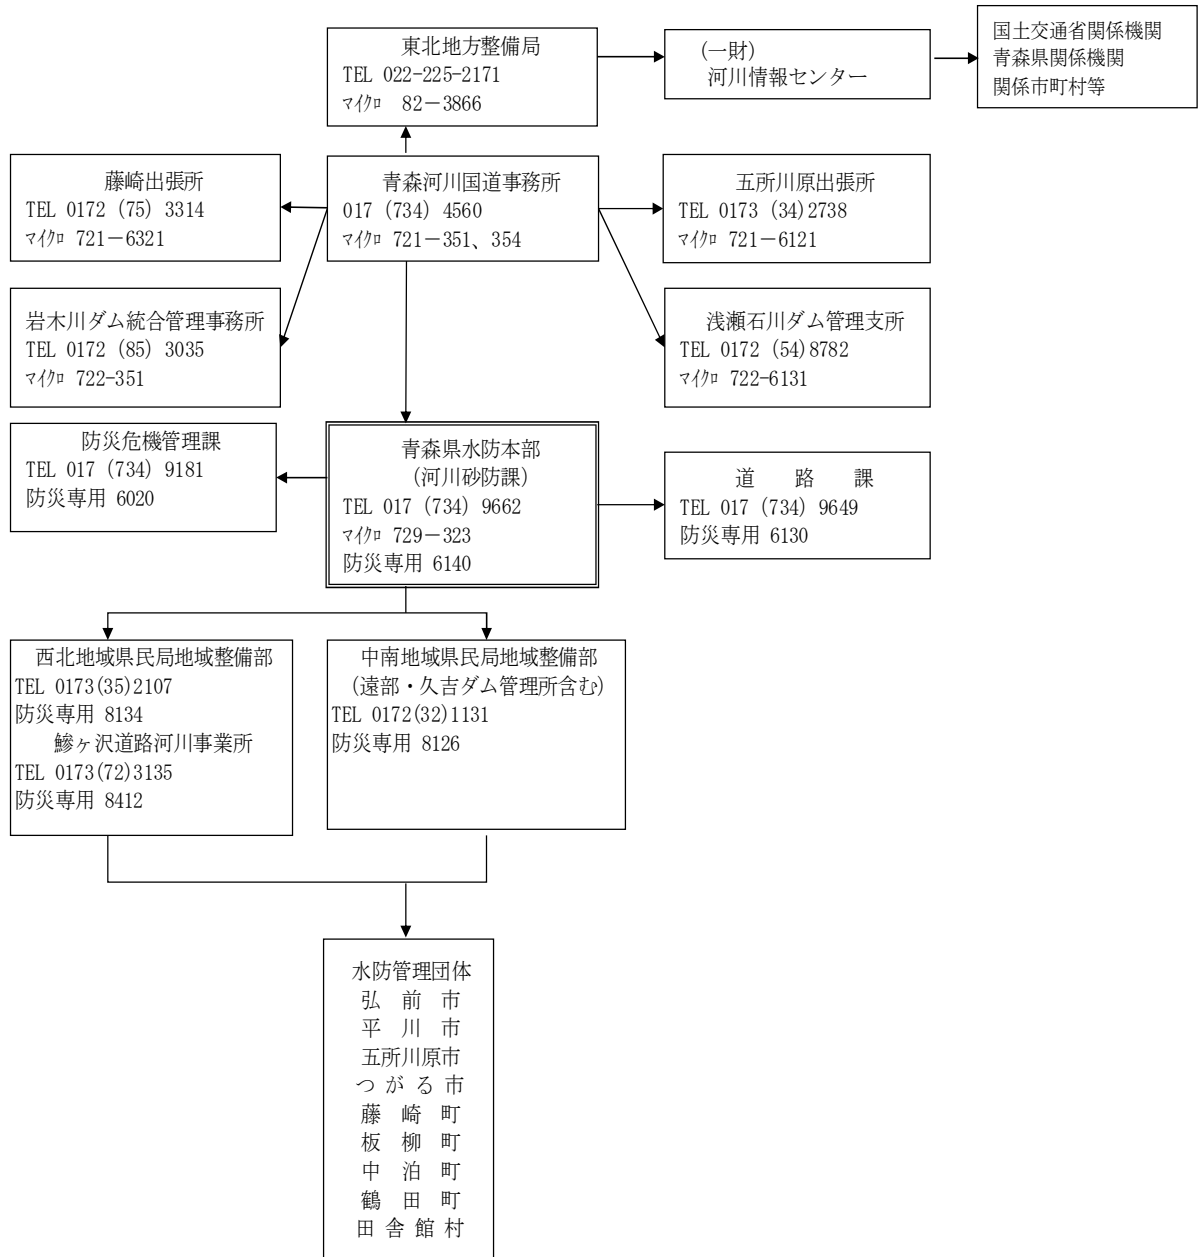 東北地方整備局
TEL 022-225-2171
ﾏｲｸﾛ 82－3866
(一財)
河川情報センター
国土交通省関係機関
青森県関係機関
関係市町村等
藤崎出張所
TEL 0172 (75) 3314
ﾏｲｸﾛ 721－6321
青森河川国道事務所
017 (734) 4560
ﾏｲｸﾛ 721－351、354
五所川原出張所
TEL 0173 (34)2738
ﾏｲｸﾛ 721－6121
岩木川ダム統合管理事務所
TEL 0172 (85) 3035
ﾏｲｸﾛ 722-351
浅瀬石川ダム管理支所
TEL 0172 (54)8782
ﾏｲｸﾛ 722-6131
防災危機管理課
TEL 017 (734) 9181
防災専用 6020
青森県水防本部
(河川砂防課)
TEL 017 (734) 9662
ﾏｲｸﾛ 729－323
防災専用 6140
道　路　課
TEL 017 (734) 9649
防災専用 6130
西北地域県民局地域整備部
TEL 0173(35)2107
防災専用 8134
鰺ヶ沢道路河川事業所
TEL 0173(72)3135
防災専用 8412
中南地域県民局地域整備部
(遠部・久吉ダム管理所含む)
TEL 0172(32)1131
防災専用 8126
水防管理団体
弘　前　市
平　川　市
五所川原市
つ が る 市
藤　崎　町
板　柳　町
中　泊　町
鶴　田　町
田 舎 館 村